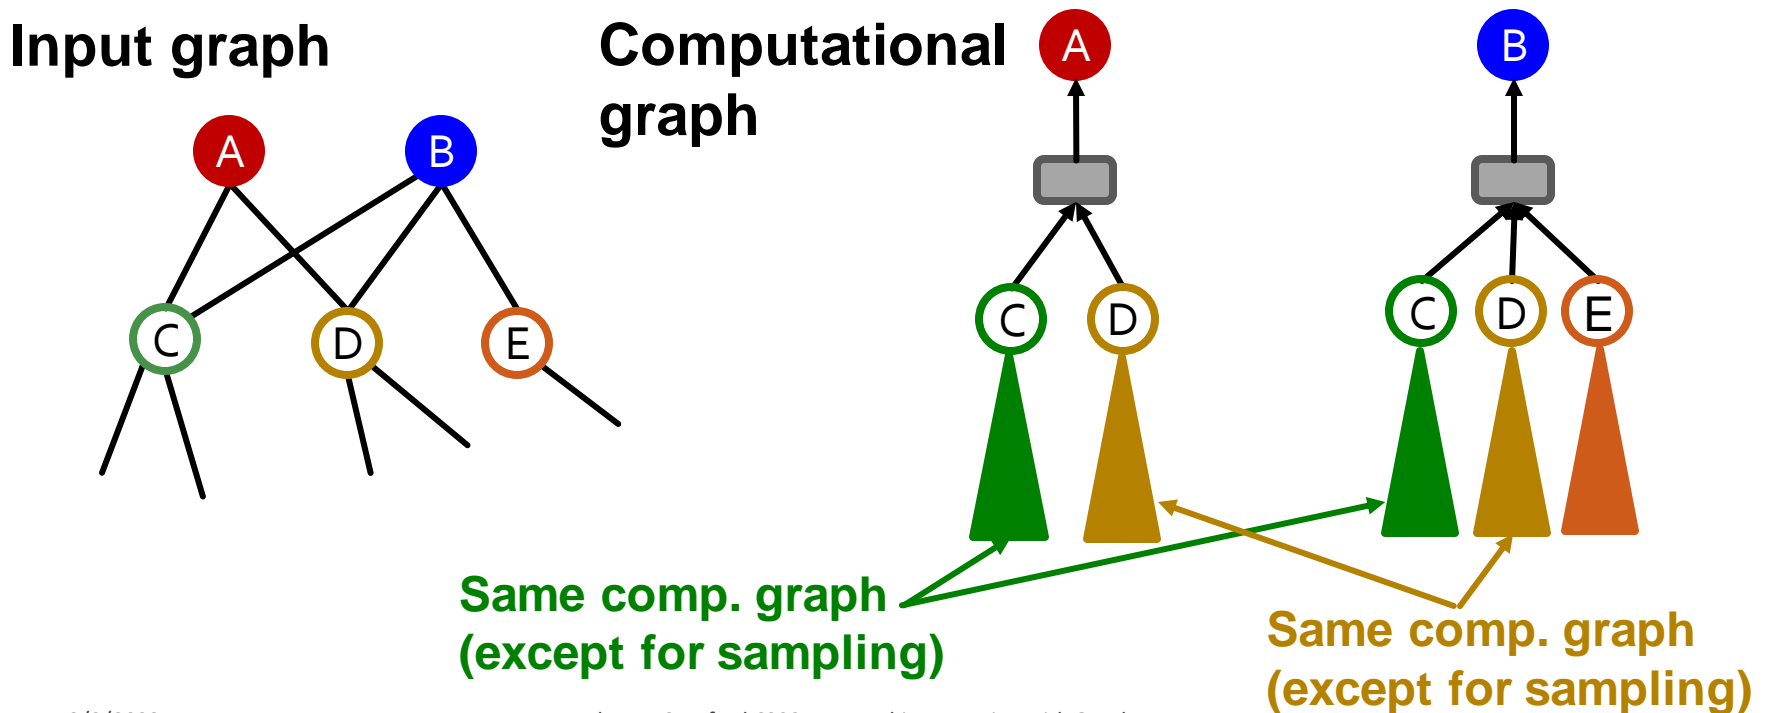 Input graph
Computational
graph
A
B
A
B
C
D
E
C
D
C
D
E
Same comp. graph
(except for sampling)
Same comp. graph
(except for sampling)